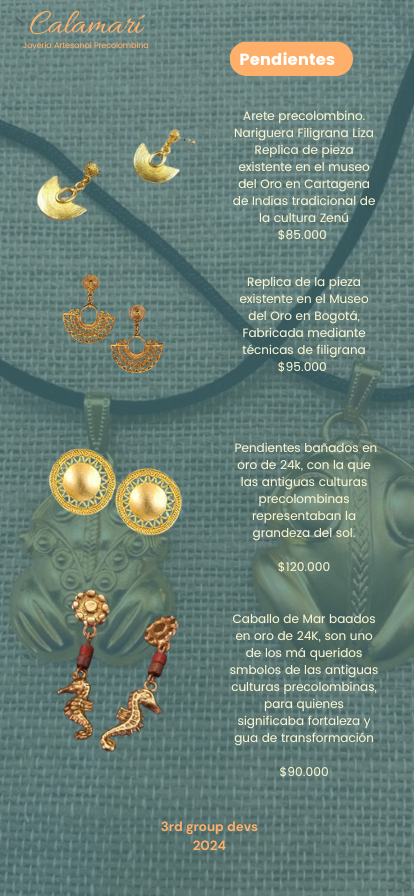 Calamarí
Joyería Artesanal Precolombina
Pendientes
Arete precolombino.
Nariguera Filigrana Liza
Replica de pieza
existente en el museo
del Oro en Cartagena
de Indias tradicional de
la cultura Zenú
$85.000
Replica de la pieza
existente en el Museo
del Oro en Bogotá,
Fabricada mediante
técnicas de filigrana
$95.000
Pendientes bañados en
oro de 24k, con la que
las antiguas culturas
precolombinas
representaban la
grandeza del sol.
$120.000
Caballo de Mar baados
en oro de 24K, son uno
de los má queridos
smbolos de las antiguas
culturas precolombinas,
para quienes
significaba fortaleza y
gua de transformación
$90.000
3rd group devs
2024